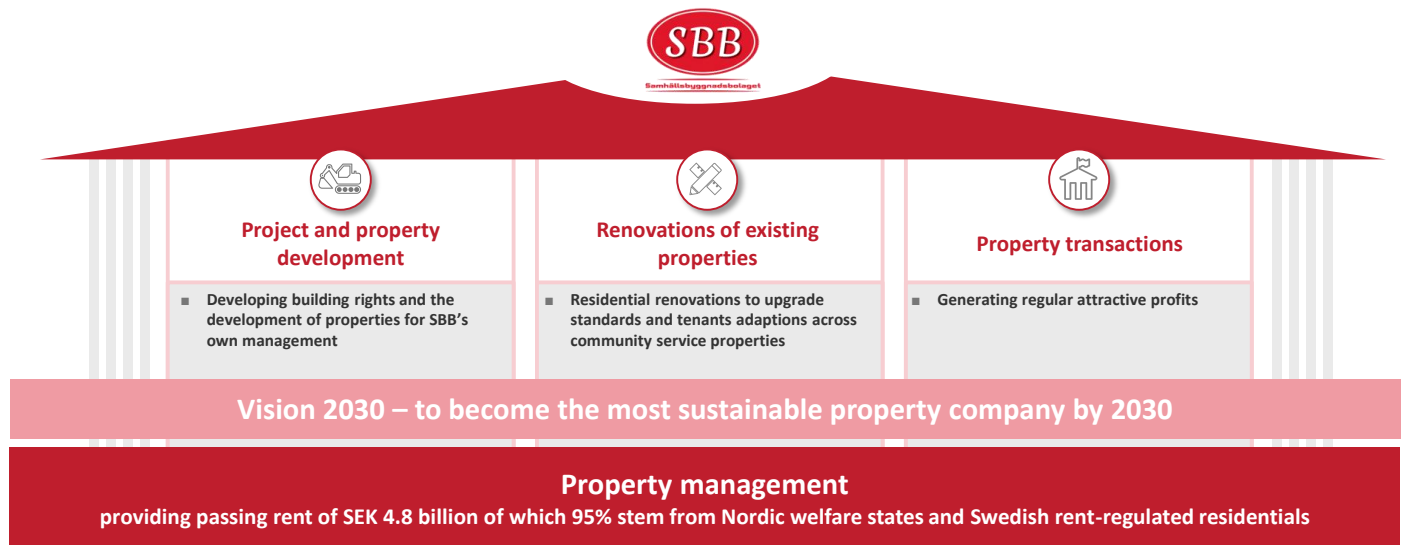 SBB
Samhällsbyggnadsbolaget
Project and property
development
■ Developing building rights and the
development of properties for SBB's
own management
Renovations of existing
properties
■ Residential renovations to upgrade
standards and tenants adaption across
community service properties
Property transactions
■ Generating regular attractive profits
Vision 2030 – to become the most sustainable property company by 2030
Property management
providing passing rent of SEK 4.8 billion of which 95% stem from Nordic welfare states and Swedish rent-regulated residentials